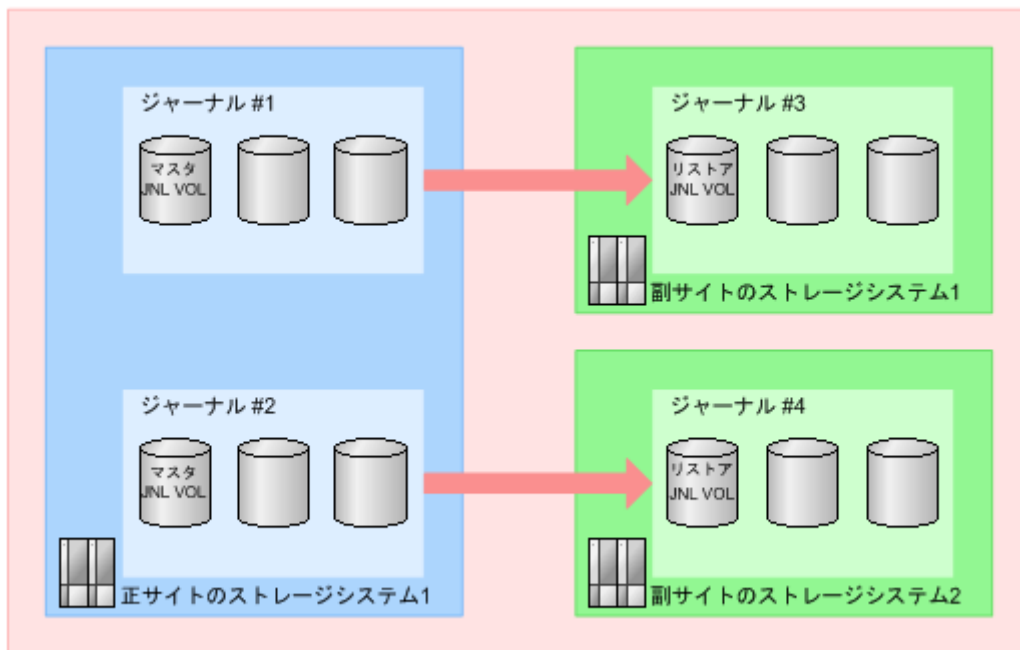 ジャーナル #1
マスタ
JNL VOL
ジャーナル #2
マスタ
JNL VOL
正サイトのストレージシステム1
ジャーナル #3
リストア
JNL VOL
副サイトのストレージシステム1
ジャーナル #4
リストア
JNL VOL
副サイトのストレージシステム2